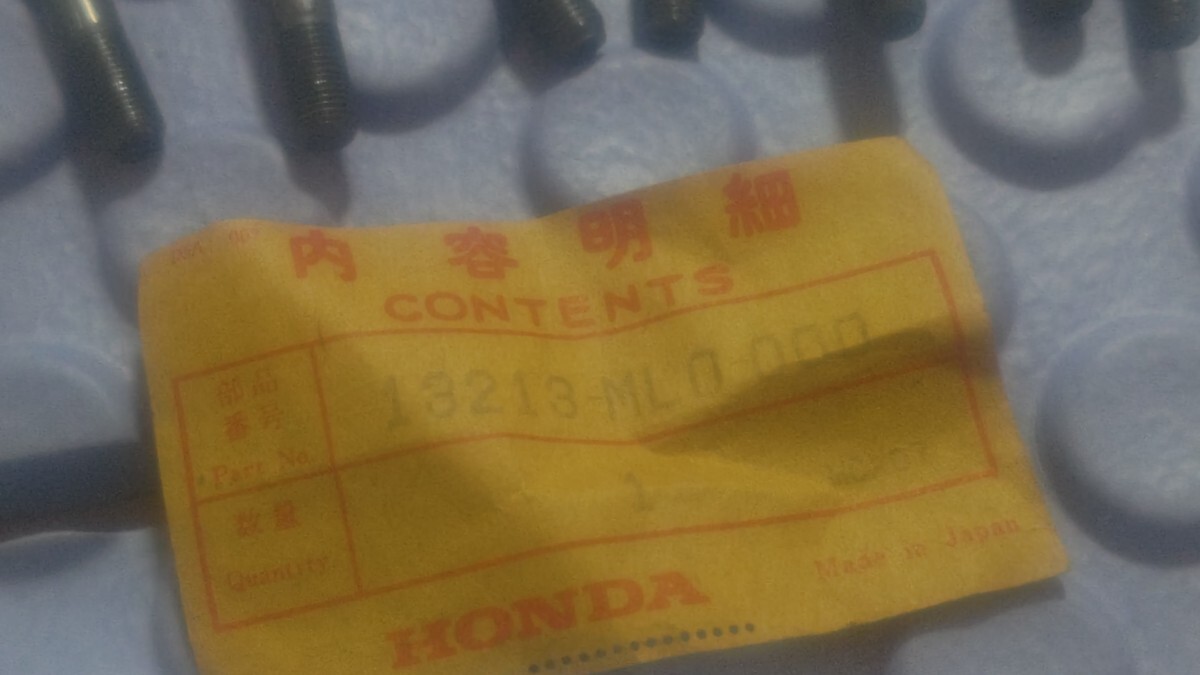 内容明細
CONTENTS
部品
番号
Part No.
13213-ML0-000
数量
Quantity
1
Made in Japan
HONDA